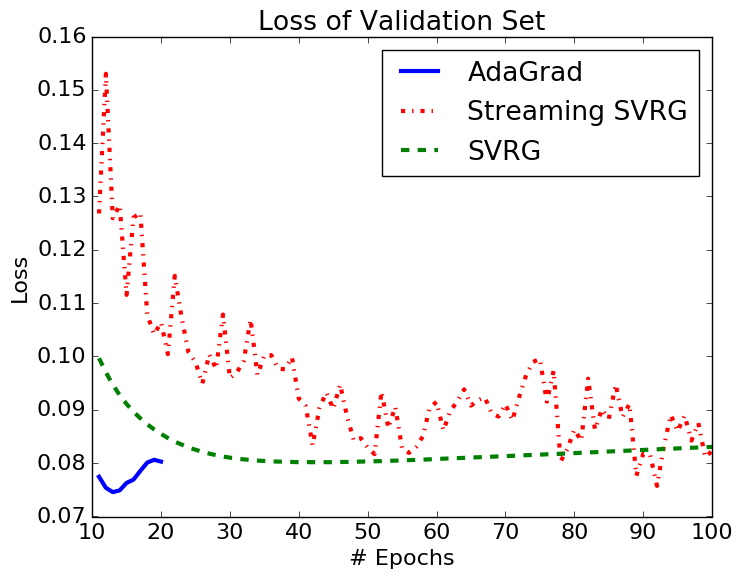 Loss of Validation Set
0.16
0.15
0.14
0.13
0.12
0.11
0.10
0.09
0.08
0.07
Loss
AdaGrad
Streaming SVRG
SVRG
10 20 30 40 50 60 70 80 90 100
# Epochs